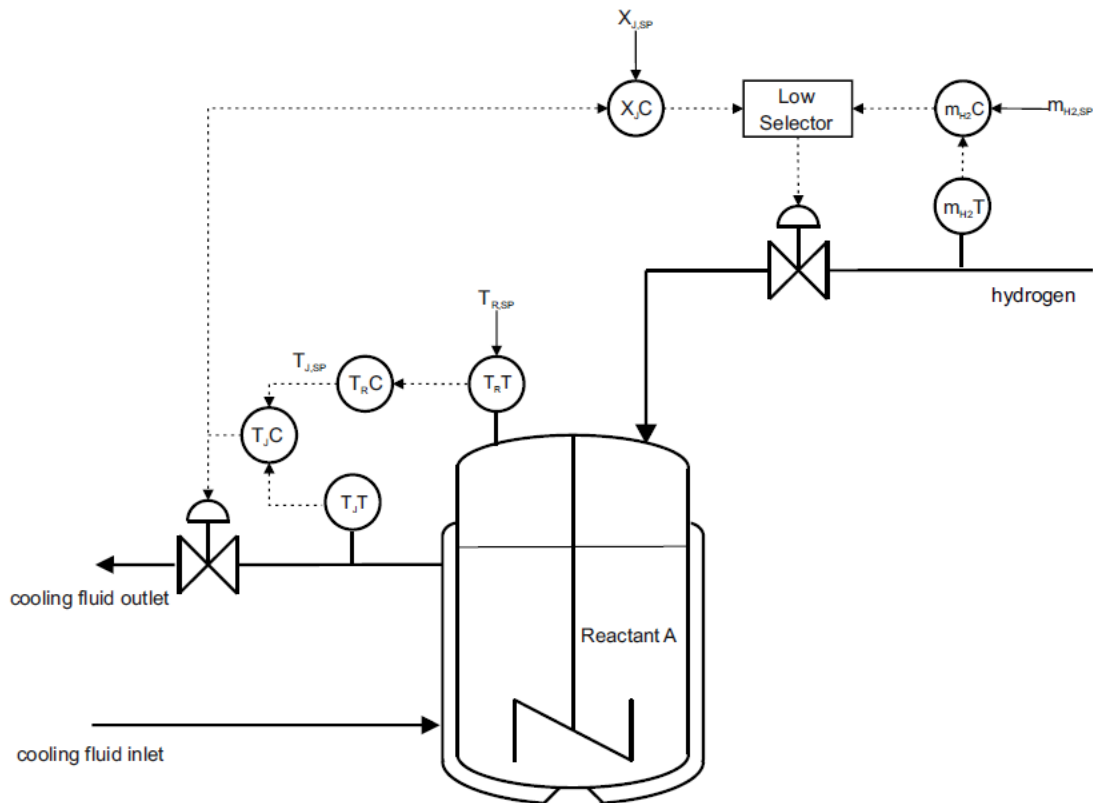 X_J,SP
X_JC
Low
Selector
m_H2C
m_H2,SP
m_H2T
hydrogen
T_R,SP
T_J,SP
T_RC
T_RT
T_JC
T_JT
cooling fluid outlet
Reactant A
cooling fluid inlet